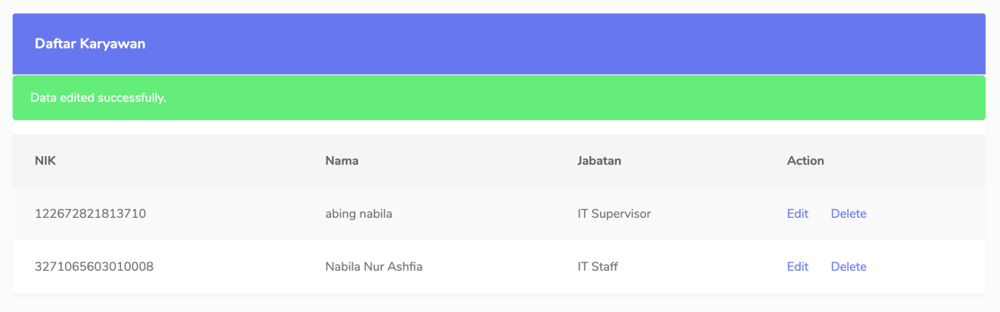 Daftar Karyawan
Data edited successfully.
NIK Nama Jabatan Action
122672821813710 abing nabila IT Supervisor Edit Delete
3271065603010008 Nabila Nur Ashfia IT Staff Edit Delete